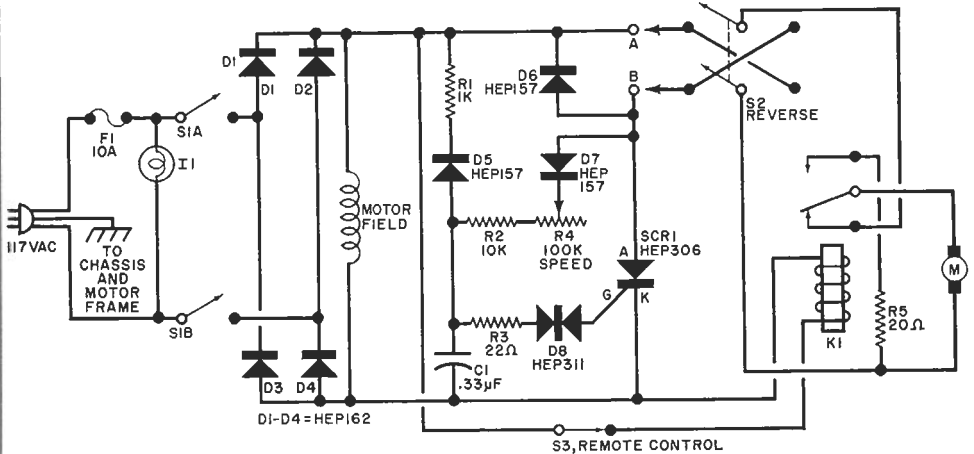 D1
D1
D2
F1
10A
S1A
I1
117VAC
TO
CHASSIS
AND
MOTOR
FRAME
S1B
D3
D4
D1-D4=HEP162
MOTOR
FIELD
R1
1K
D5
HEP157
R2
10K
R4
100K
SPEED
D6
HEP157
D7
HEP
157
A
B
S2
REVERSE
SCR1
HEP306
A
G
K
R3
22Ω
D8
HEP311
C1
.33µF
S3, REMOTE CONTROL
K1
R5
20Ω
M